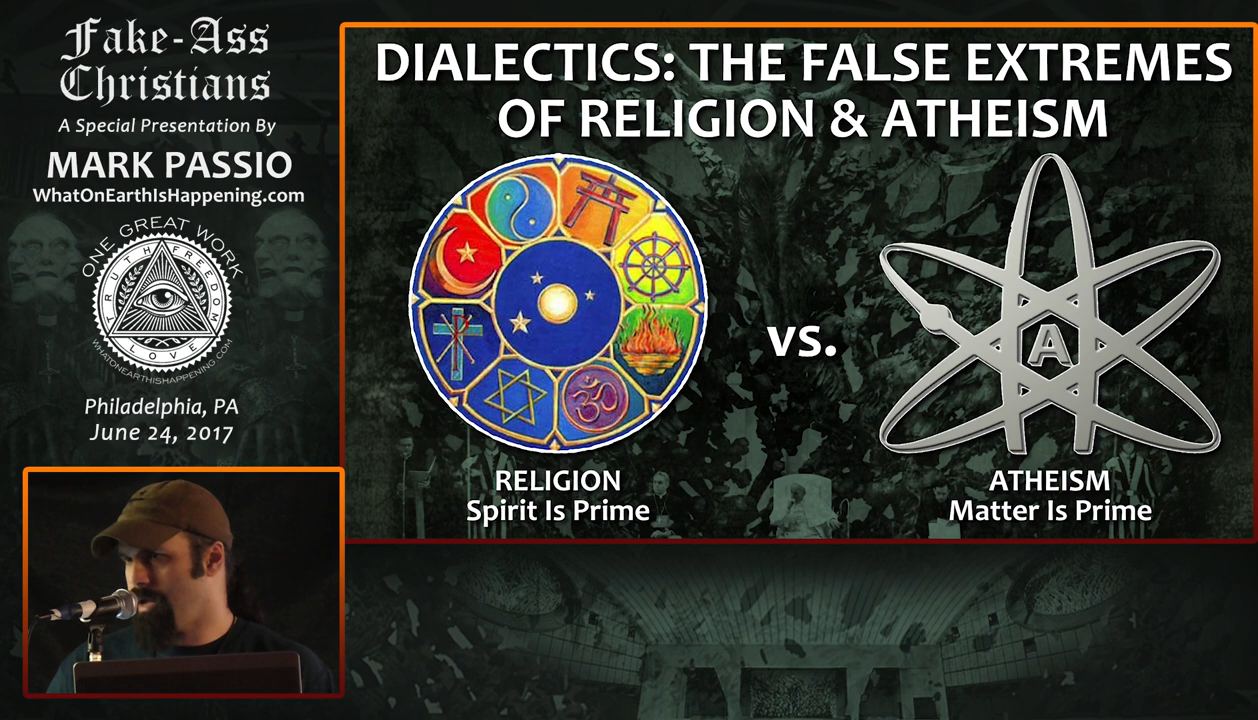 Fake-Ass
Christians
A Special Presentation By
MARK PASSIO
WhatOnEarthIsHappening.com
ONE GREAT WORK
TRUTH FREEDOM LOVE
WHATONEARTHISHAPPENING.COM
Philadelphia, PA
June 24, 2017
DIALECTICS: THE FALSE EXTREMES
OF RELIGION & ATHEISM
vs.
A
RELIGION
Spirit Is Prime
ATHEISM
Matter Is Prime